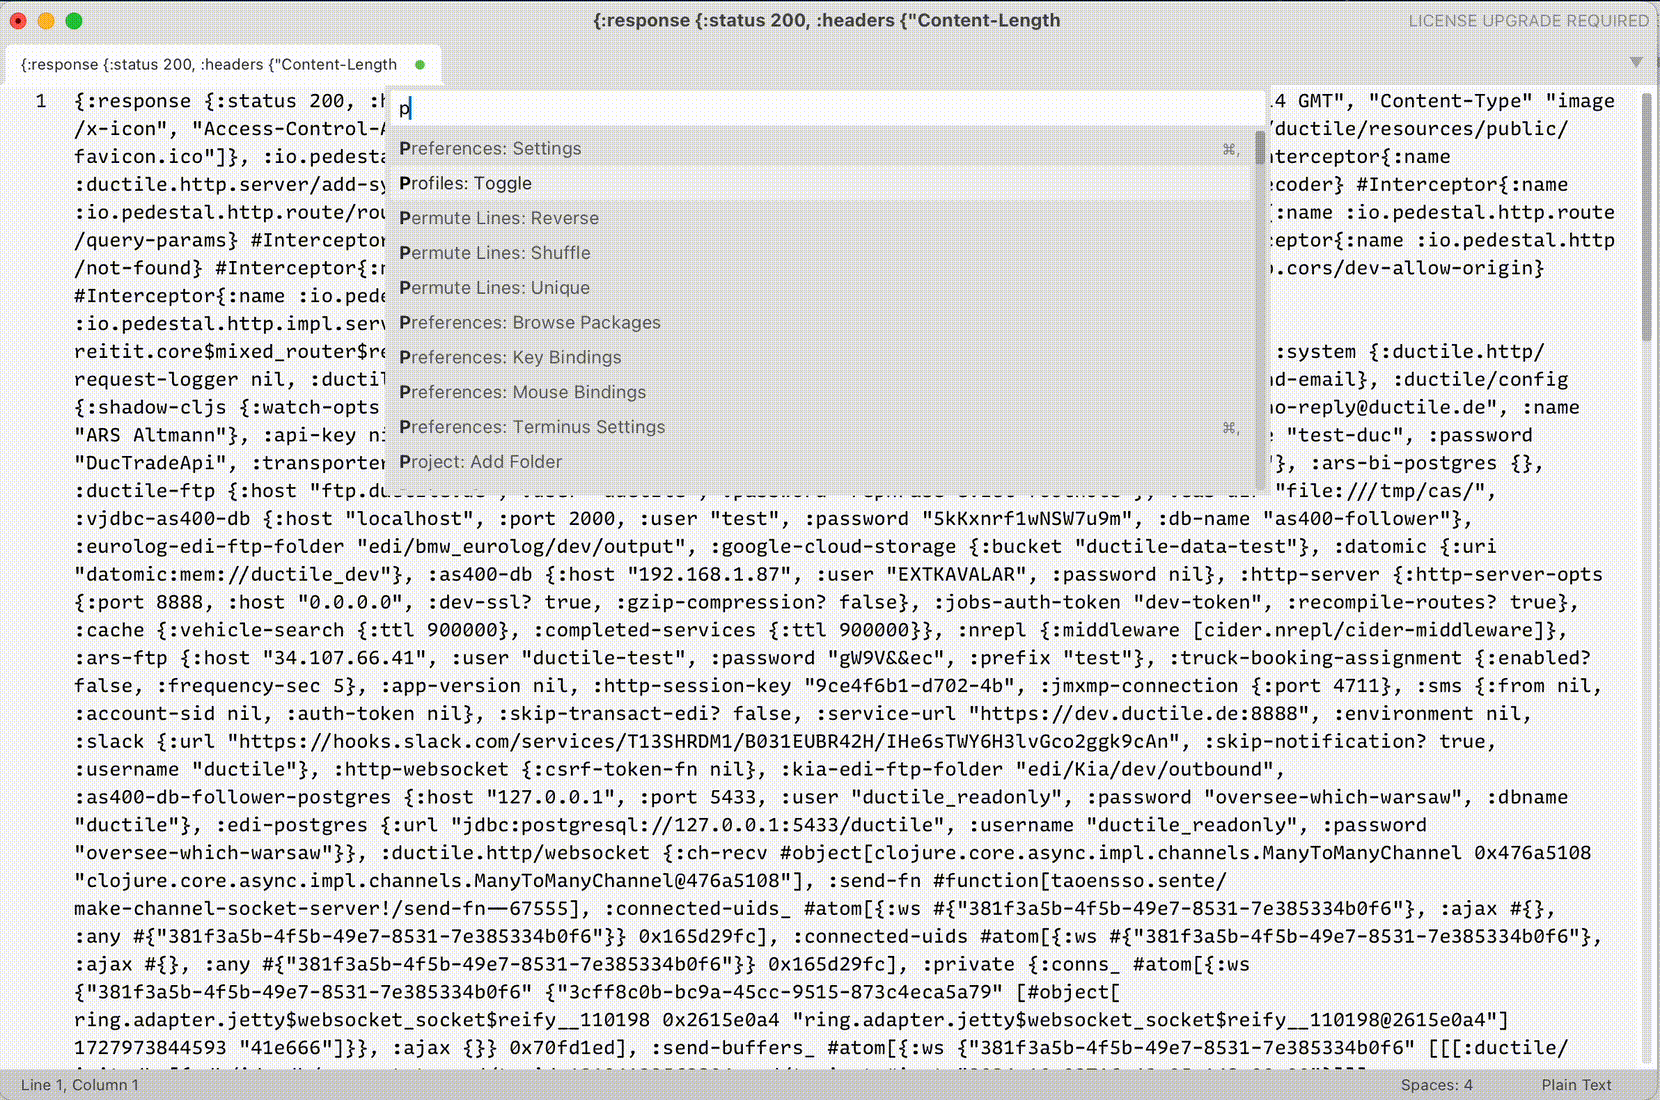 {:response {:status 200, :headers {"Content-Length
LICENSE UPGRADE REQUIRED
{:response {:status 200, :headers {"Content-Length
p
Preferences: Settings ⌘,
Profiles: Toggle
Permute Lines: Reverse
Permute Lines: Shuffle
Permute Lines: Unique
Preferences: Browse Packages
Preferences: Key Bindings
Preferences: Mouse Bindings
Preferences: Terminus Settings ⌘,
Project: Add Folder
1 {:response {:status 200, 4 GMT", "Content-Type" "image
/x-icon", "Access-Control- /ductile/resources/public/
favicon.ico"]}, :io.pedesta nterceptor{:name
:ductile.http.server/add-sy ecoder} #Interceptor{:name
:io.pedestal.http.route/rou {:name :io.pedestal.http.route
/query-params} #Interceptor eptor{:name :io.pedestal.http
/not-found} #Interceptor{: .cors/dev-allow-origin}
#Interceptor{:name :io.pede
:io.pedestal.http.impl.serv
reitit.core$mixed_router$re :system {:ductile.http/
request-logger nil, :ductil d-email}, :ductile/config
{:shadow-cljs {:watch-opts o-reply@ductile.de", :name
"ARS Altmann"}, :api-key ni "test-duc", :password
"DucTradeApi", :transporter "}, :ars-bi-postgres {},
:ductile-ftp {:host "ftp.du "file:///tmp/cas/",
:vjdbc-as400-db {:host "localhost", :port 2000, :user "test", :password "5kKxnrf1wNSW7u9m", :db-name "as400-follower"},
:eurolog-edi-ftp-folder "edi/bmw_eurolog/dev/output", :google-cloud-storage {:bucket "ductile-data-test"}, :datomic {:uri
"datomic:mem://ductile_dev"}, :as400-db {:host "192.168.1.87", :user "EXTKAVALAR", :password nil}, :http-server {:http-server-opts
{:port 8888, :host "0.0.0.0", :dev-ssl? true, :gzip-compression? false}, :jobs-auth-token "dev-token", :recompile-routes? true},
:cache {:vehicle-search {:ttl 900000}, :completed-services {:ttl 900000}}, :nrepl {:middleware [cider.nrepl/cider-middleware]},
:ars-ftp {:host "34.107.66.41", :user "ductile-test", :password "gW9V&&ec", :prefix "test"}, :truck-booking-assignment {:enabled?
false, :frequency-sec 5}, :app-version nil, :http-session-key "9ce4f6b1-d702-4b", :jmxmp-connection {:port 4711}, :sms {:from nil,
:account-sid nil, :auth-token nil}, :skip-transact-edi? false, :service-url "https://dev.ductile.de:8888", :environment nil,
:slack {:url "https://hooks.slack.com/services/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", :skip-notification? true,
:username "ductile"}, :http-websocket {:csrf-token-fn nil}, :kia-edi-ftp-folder "edi/Kia/dev/outbound",
:as400-db-follower-postgres {:host "127.0.0.1", :port 5433, :user "ductile_readonly", :password "oversee-which-warsaw", :dbname
"ductile"}, :edi-postgres {:url "jdbc:postgresql://127.0.0.1:5433/ductile", :username "ductile_readonly", :password
"oversee-which-warsaw"}}, :ductile.http/websocket {:ch-recv #object[clojure.core.async.impl.channels.ManyToManyChannel 0x476a5108
"clojure.core.async.impl.channels.ManyToManyChannel@476a5108"], :send-fn #function[taoensso.sente/
make-channel-socket-server!/send-fn--67555], :connected-uids_ #atom[{:ws #{"381f3a5b-4f5b-49e7-8531-7e385334b0f6"}, :ajax #{},
:any #{"381f3a5b-4f5b-49e7-8531-7e385334b0f6"}} 0x165d29fc], :connected-uids #atom[{:ws #{"381f3a5b-4f5b-49e7-8531-7e385334b0f6"},
:ajax #{}, :any #{"381f3a5b-4f5b-49e7-8531-7e385334b0f6"}} 0x165d29fc], :private {:conns_ #atom[{:ws
{"381f3a5b-4f5b-49e7-8531-7e385334b0f6" {"3cff8c0b-bc9a-45cc-9515-873c4eca5a79" [#object[
ring.adapter.jetty$websocket_socket$reify__110198 0x2615e0a4 "ring.adapter.jetty$websocket_socket$reify__110198@2615e0a4"]
1727973844593 "41e666"]}}, :ajax {}} 0x70fd1ed], :send-buffers_ #atom[{:ws {"381f3a5b-4f5b-49e7-8531-7e385334b0f6" [[[:ductile/
Line 1, Column 1
Spaces: 4
Plain Text